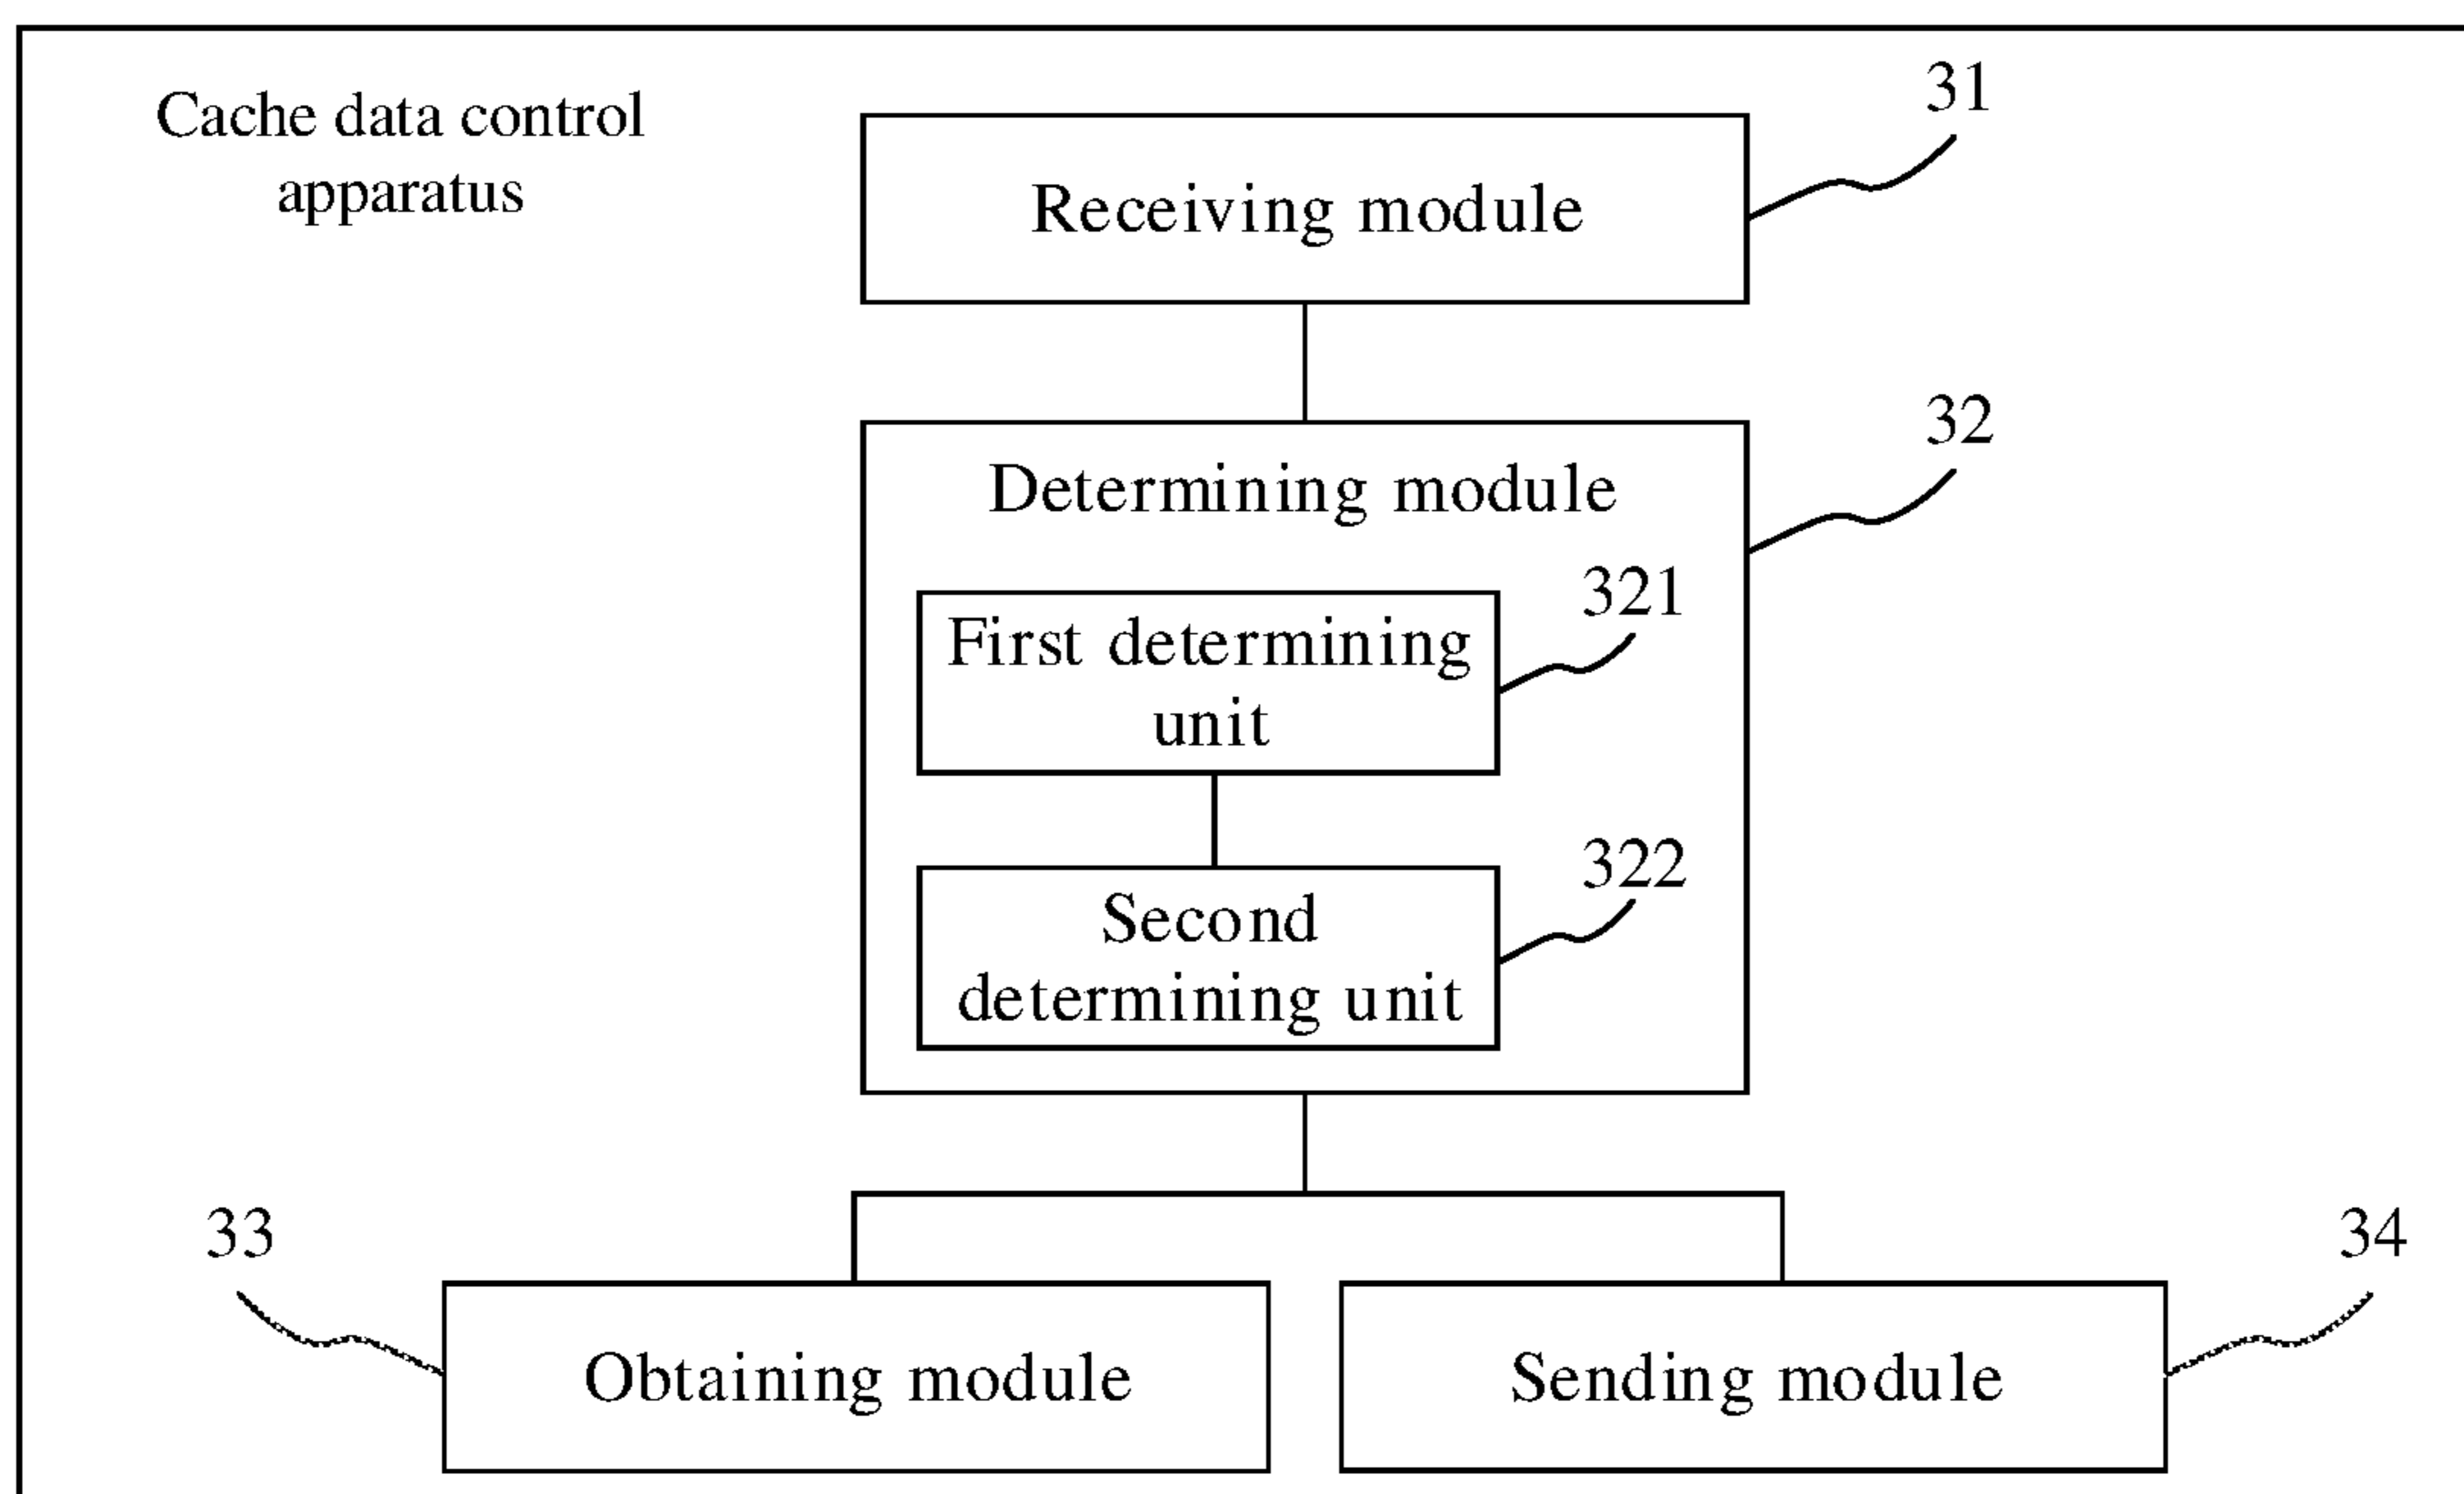 Cache data control
apparatus
31
Receiving module
32
Determining module
321
First determining
unit
322
Second
determining unit
33
34
Obtaining module
Sending module